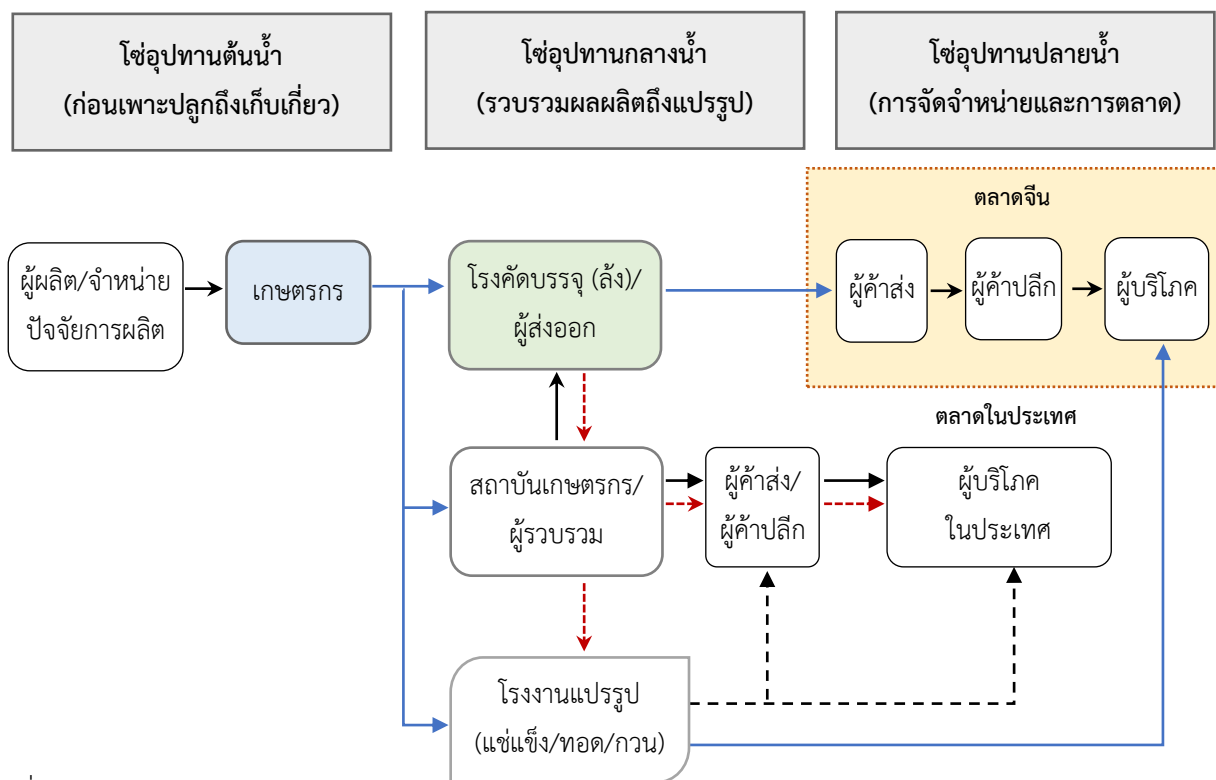 โซ่อุปทานต้นน้ำ
(ก่อนเพาะปลูกถึงเก็บเกี่ยว)
โซ่อุปทานกลางน้ำ
(รวบรวมผลผลิตถึงแปรรูป)
โซ่อุปทานปลายน้ำ
(การจัดจำหน่ายและการตลาด)
ตลาดจีน
ผู้ผลิต/จำหน่าย
ปัจจัยการผลิต
เกษตรกร
โรงคัดบรรจุ (ล้ง)/
ผู้ส่งออก
ผู้ค้าส่ง
ผู้ค้าปลีก
ผู้บริโภค
ตลาดในประเทศ
สถาบันเกษตรกร/
ผู้รวบรวม
ผู้ค้าส่ง/
ผู้ค้าปลีก
ผู้บริโภค
ในประเทศ
โรงงานแปรรูป
(แช่แข็ง/ทอด/กวน)